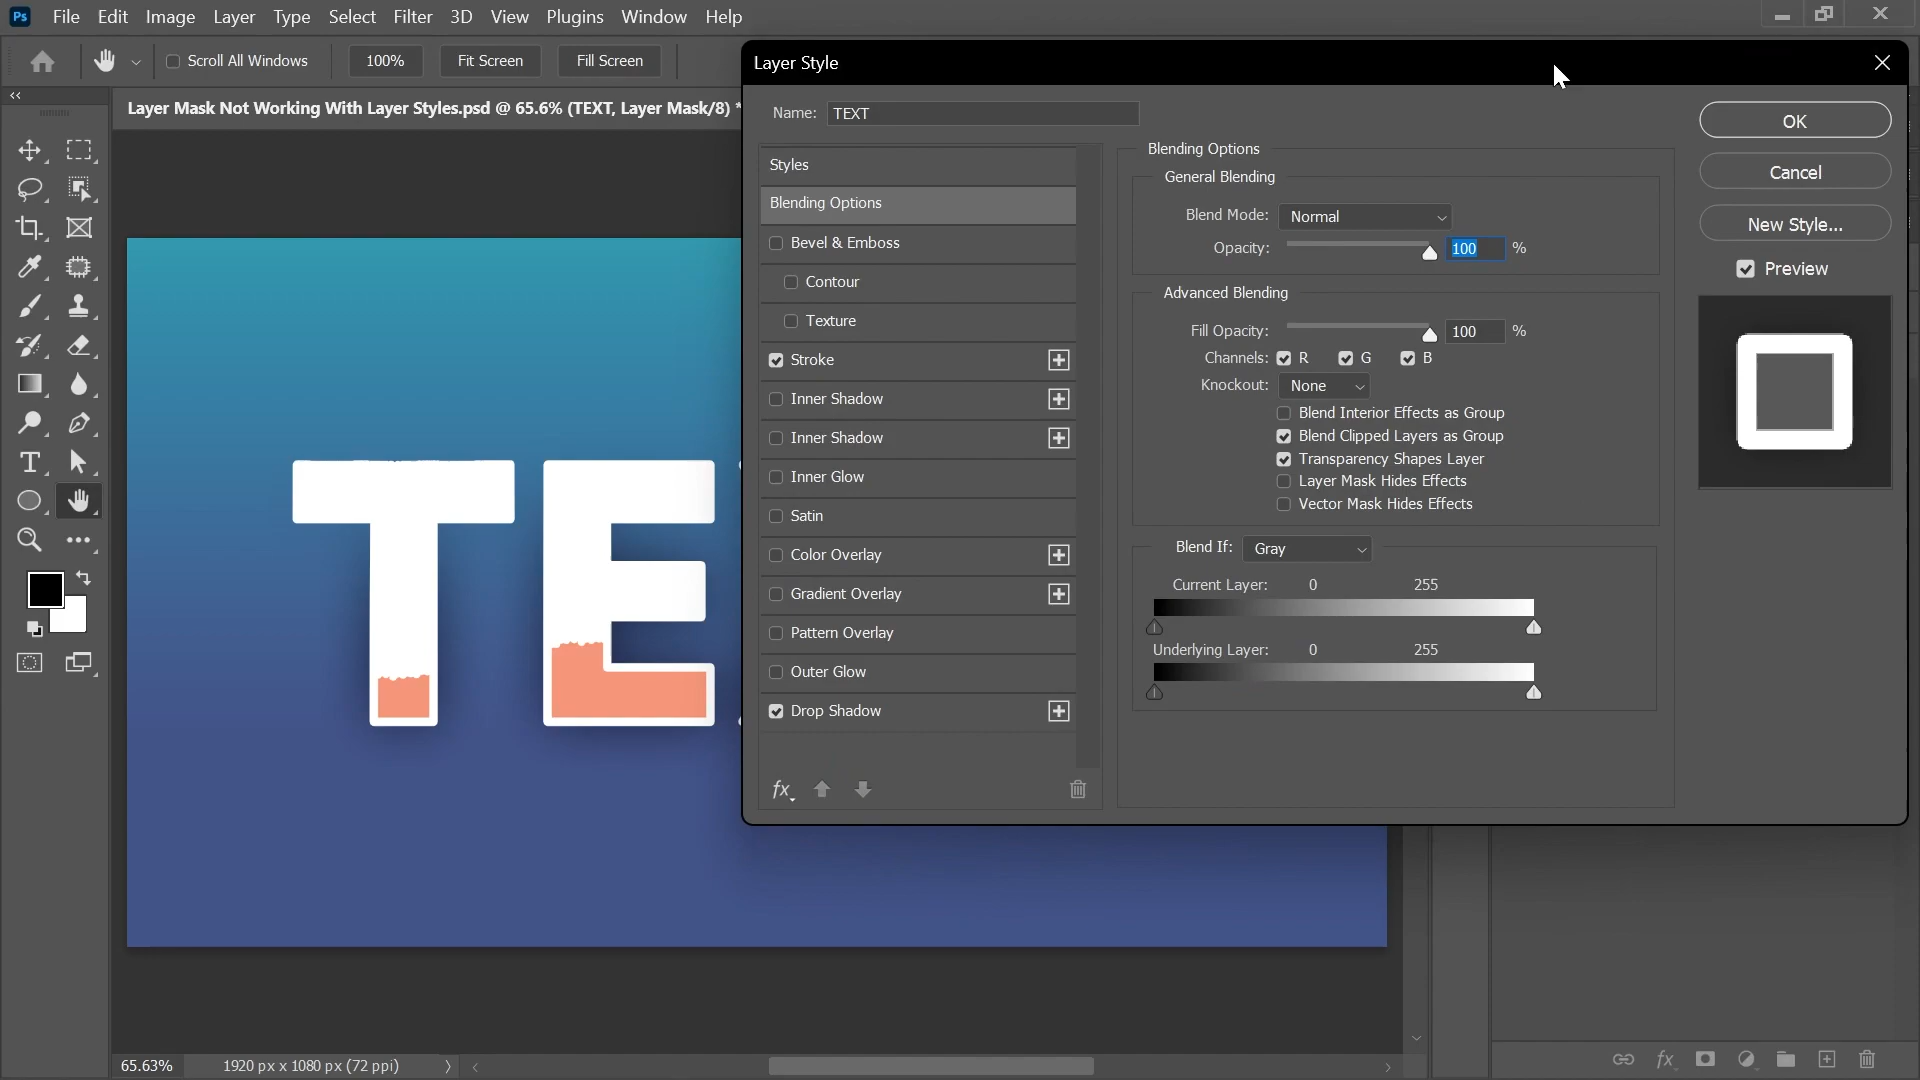 Ps File Edit Image Layer Type Select Filter 3D View Plugins Window Help
Scroll All Windows 100% Fit Screen Fill Screen
Layer Mask Not Working With Layer Styles.psd @ 65.6% (TEXT, Layer Mask/8) *
Layer Style
Name: TEXT
Styles
Blending Options
Bevel & Emboss
Contour
Texture
Stroke
Inner Shadow
Inner Shadow
Inner Glow
Satin
Color Overlay
Gradient Overlay
Pattern Overlay
Outer Glow
Drop Shadow
fx
Blending Options
General Blending
Blend Mode: Normal
Opacity: 100 %
Advanced Blending
Fill Opacity: 100 %
Channels: R G B
Knockout: None
Blend Interior Effects as Group
Blend Clipped Layers as Group
Transparency Shapes Layer
Layer Mask Hides Effects
Vector Mask Hides Effects
Blend If: Gray
Current Layer: 0 255
Underlying Layer: 0 255
OK
Cancel
New Style...
Preview
TE
65.63% 1920 px x 1080 px (72 ppi)
fx